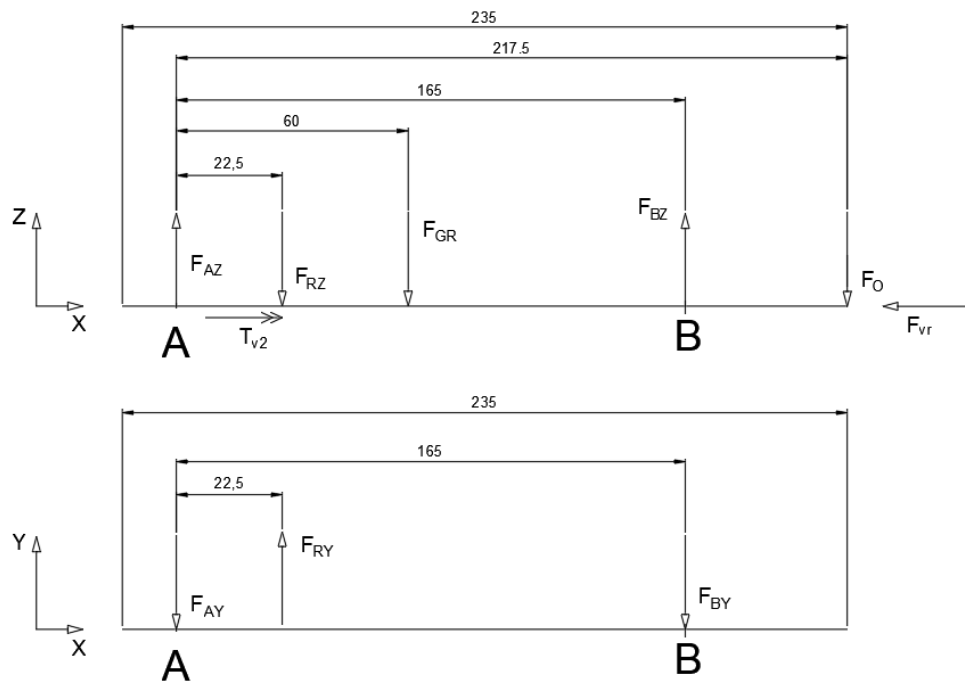 235
217.5
165
60
22,5
Z
F_AZ
F_RZ
F_GR
F_BZ
F_O
X
A
T_v2
B
F_vr
235
165
22,5
Y
F_RY
F_AY
F_BY
X
A
B